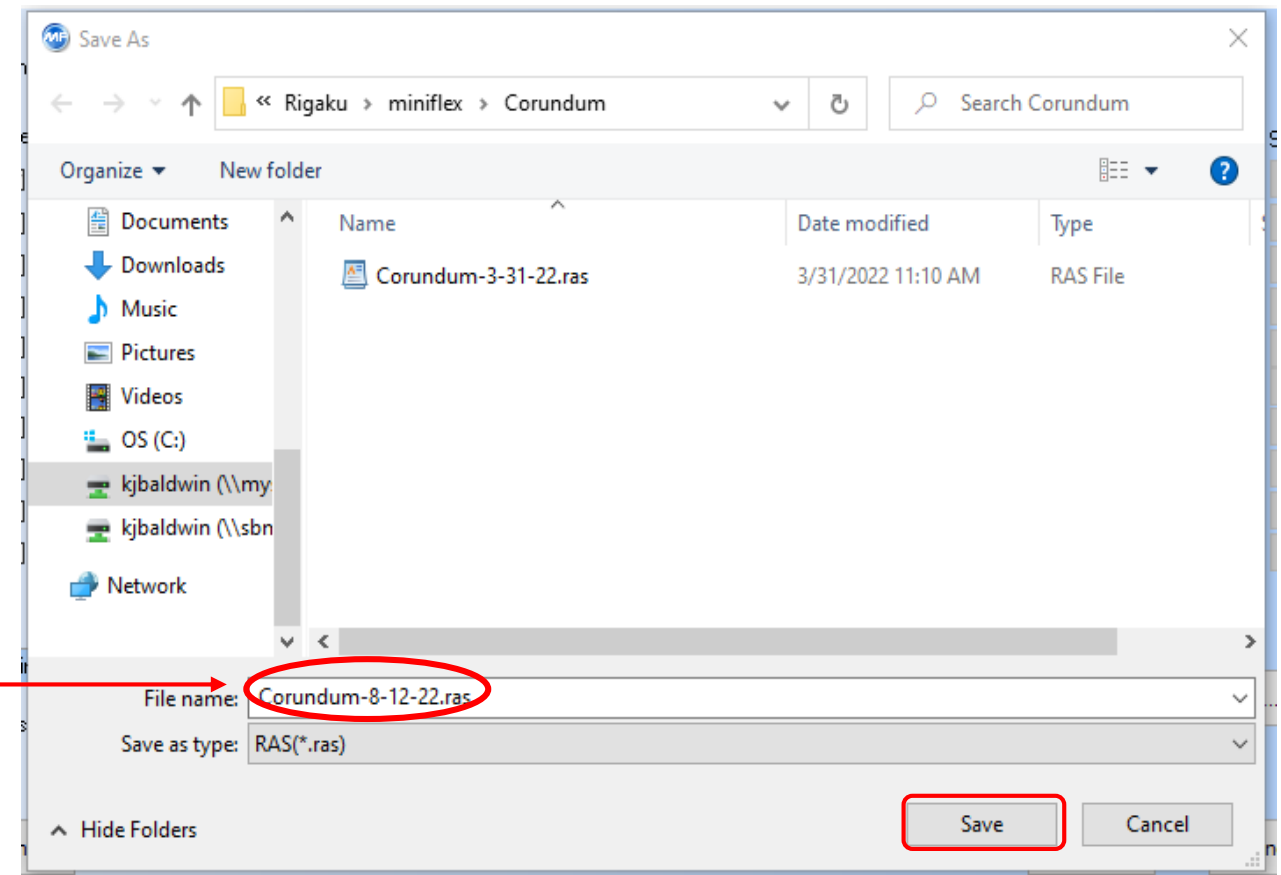 MF Save As
« Rigaku > miniflex > Corundum
Search Corundum
Organize
New folder
Documents
Name
Date modified
Type
Downloads
Corundum-3-31-22.ras
3/31/2022 11:10 AM
RAS File
Music
Pictures
Videos
OS (C:)
kjbaldwin (\\my
kjbaldwin (\\sbn
Network
File name: Corundum-8-12-22.ras
Save as type: RAS(*.ras)
Hide Folders
Save
Cancel